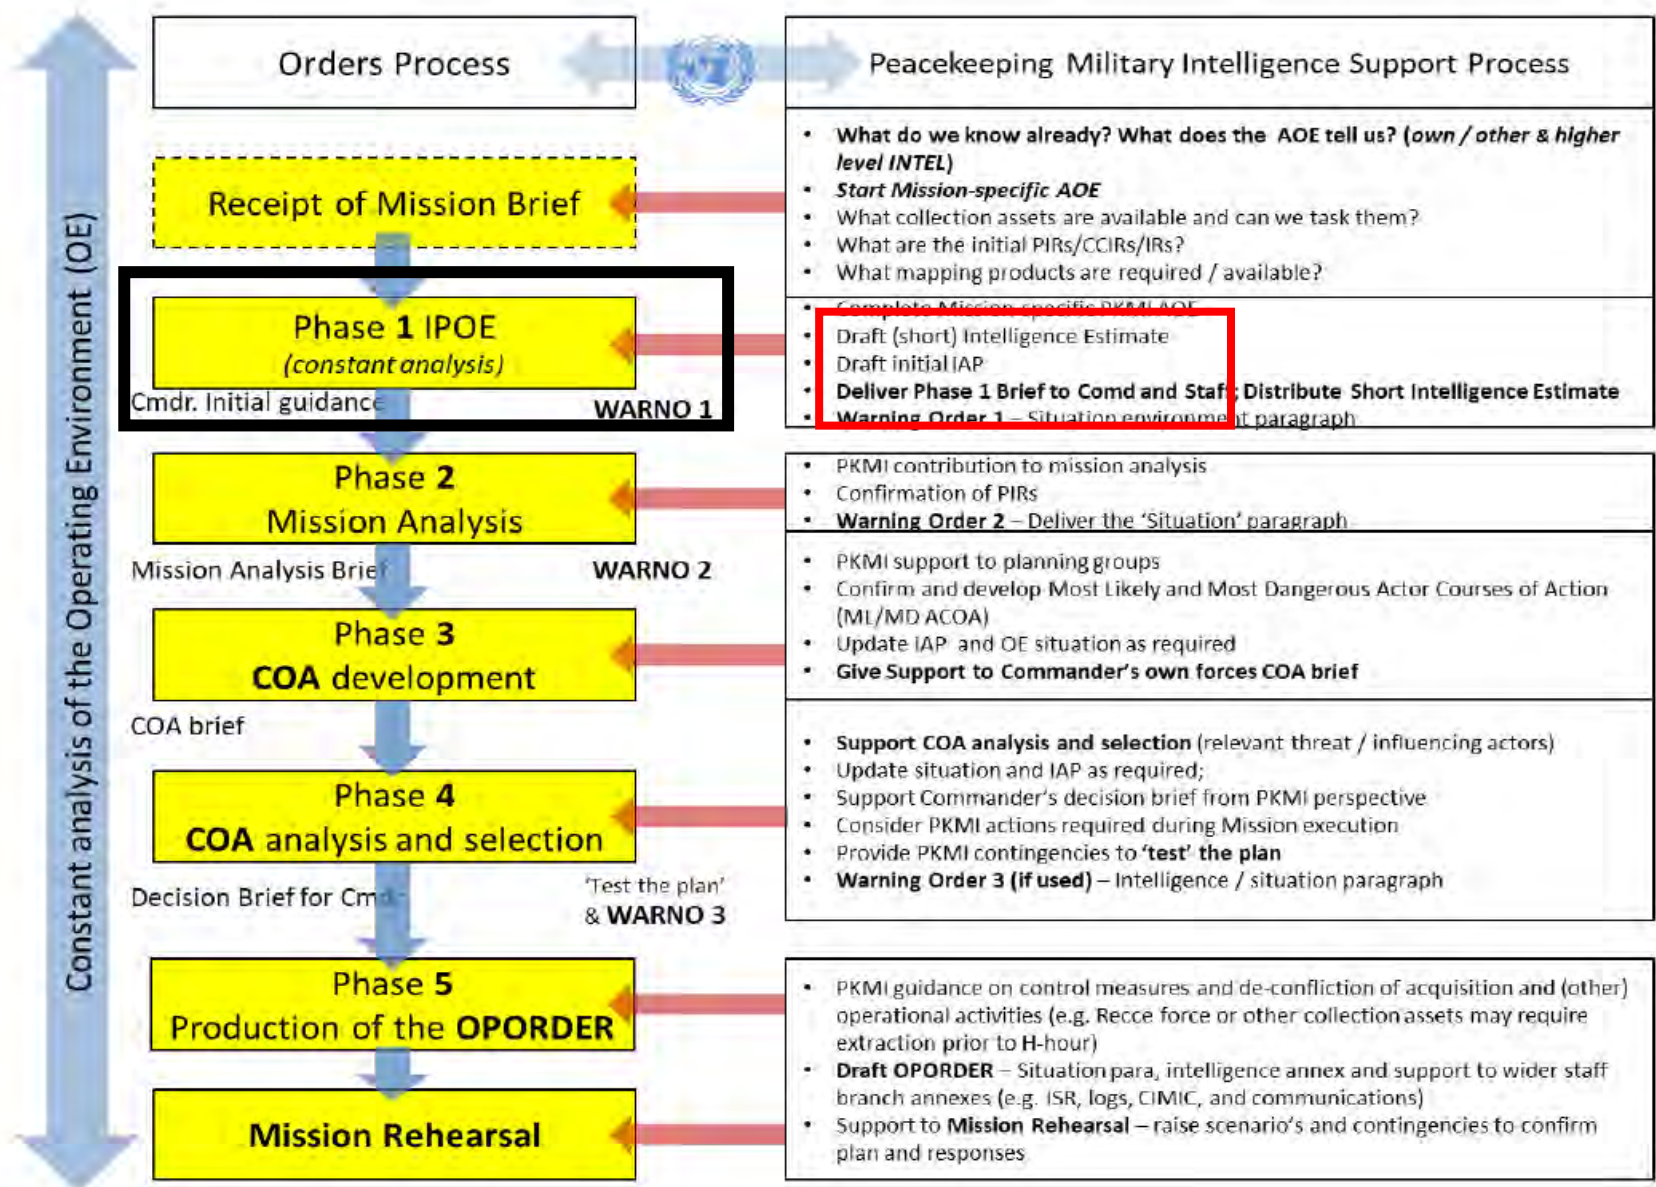 Constant analysis of the Operating Environment (OE)
Orders Process
Peacekeeping Military Intelligence Support Process
Receipt of Mission Brief
• What do we know already? What does the AOE tell us? (own / other & higher
level INTEL)
• Start Mission-specific AOE
• What collection assets are available and can we task them?
• What are the initial PIRs/CCIRs/IRs?
• What mapping products are required / available?
Phase 1 IPOE
(constant analysis)
Cmdr. Initial guidance
WARNO 1
• Complete Mission-specific PKMI AOE
• Draft (short) Intelligence Estimate
• Draft initial IAP
• Deliver Phase 1 Brief to Comd and Staff; Distribute Short Intelligence Estimate
• Warning Order 1 – Situation environment paragraph
Phase 2
Mission Analysis
Mission Analysis Brief
WARNO 2
• PKMI contribution to mission analysis
• Confirmation of PIRs
• Warning Order 2 – Deliver the ‘Situation’ paragraph
Phase 3
COA development
COA brief
• PKMI support to planning groups
• Confirm and develop Most Likely and Most Dangerous Actor Courses of Action
(ML/MD ACOA)
• Update IAP and OE situation as required
• Give Support to Commander’s own forces COA brief
Phase 4
COA analysis and selection
Decision Brief for Cmdr
‘Test the plan’
& WARNO 3
• Support COA analysis and selection (relevant threat / influencing actors)
• Update situation and IAP as required;
• Support Commander’s decision brief from PKMI perspective
• Consider PKMI actions required during Mission execution
• Provide PKMI contingencies to ‘test’ the plan
• Warning Order 3 (if used) – Intelligence / situation paragraph
Phase 5
Production of the OPORDER
Mission Rehearsal
• PKMI guidance on control measures and de-confliction of acquisition and (other)
operational activities (e.g. Recce force or other collection assets may require
extraction prior to H-hour)
• Draft OPORDER – Situation para, intelligence annex and support to wider staff
branch annexes (e.g. ISR, logs, CIMIC, and communications)
• Support to Mission Rehearsal – raise scenario’s and contingencies to confirm
plan and responses